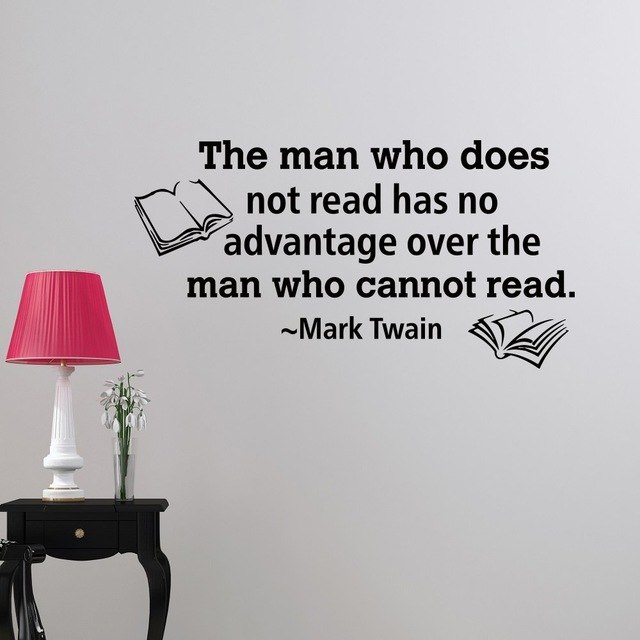 The man who does
not read has no
advantage over the
man who cannot read.
~Mark Twain